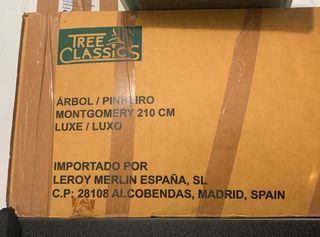 TREE
CLASSICS
ÁRBOL / PINHEIRO
MONTGOMERY 210 CM
LUXE / LUXO
IMPORTADO POR
LEROY MERLIN ESPAÑA, SL
C.P: 28108 ALCOBENDAS, MADRID, SPAIN